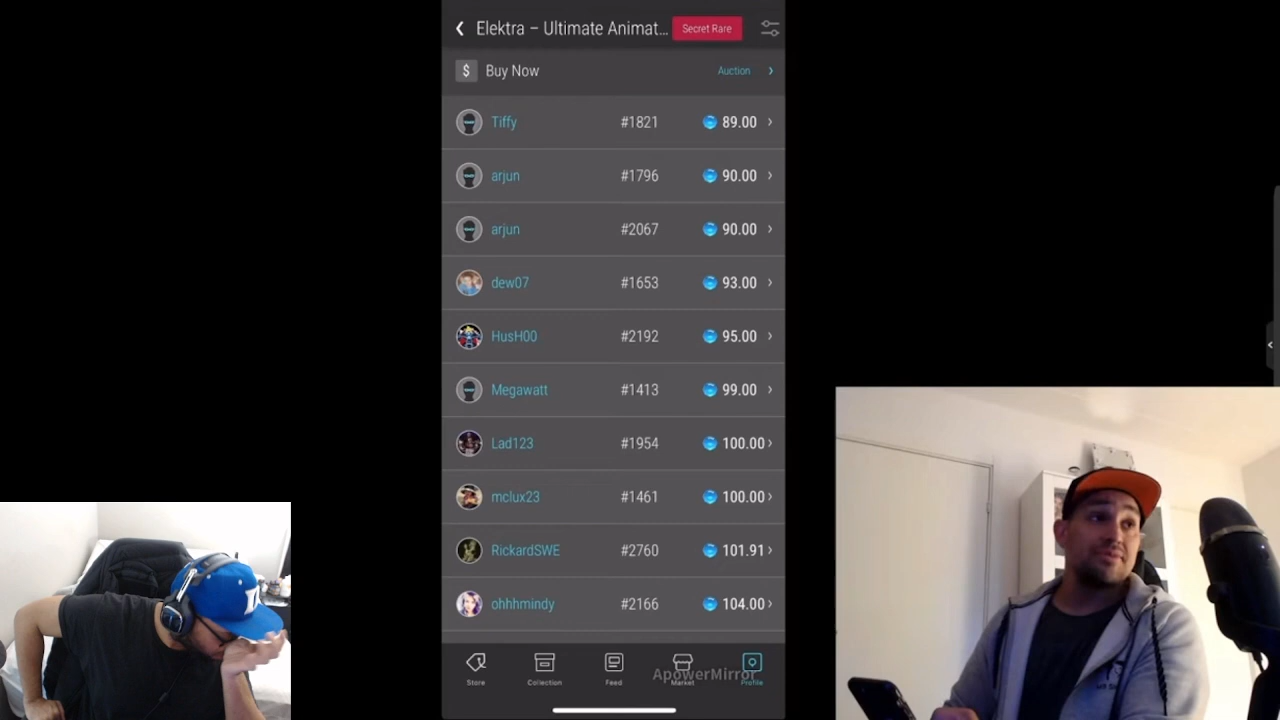 Elektra – Ultimate Animat...
Secret Rare
$ Buy Now
Auction
Tiffy #1821 89.00
arjun #1796 90.00
arjun #2067 90.00
dew07 #1653 93.00
HusH00 #2192 95.00
Megawatt #1413 99.00
Lad123 #1954 100.00
mclux23 #1461 100.00
RickardSWE #2760 101.91
ohhhmindy #2166 104.00
Store
Collection
Feed
Market
Profile
ApowerMirror